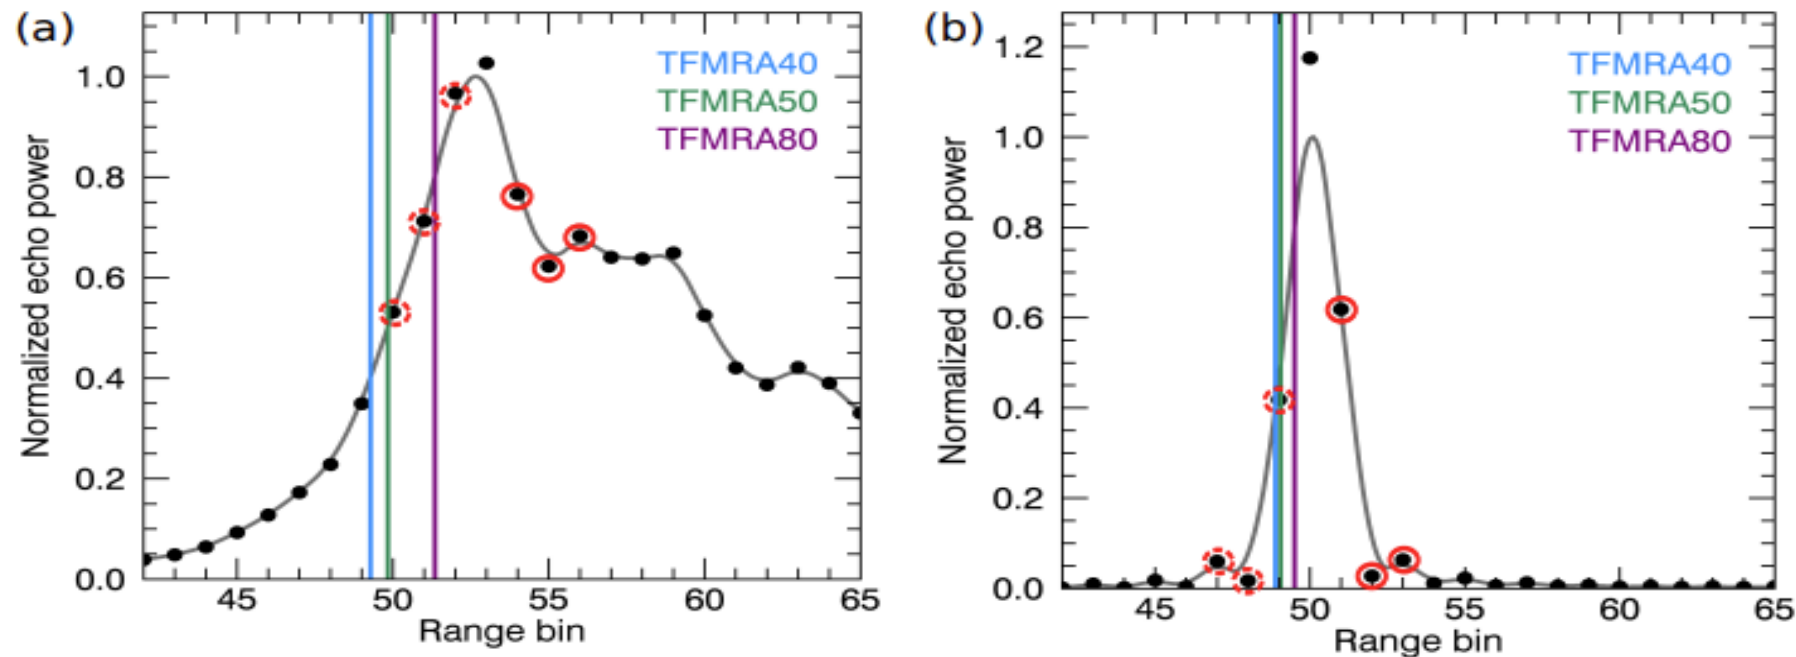 (a)
TFMRA40
TFMRA50
TFMRA80
Normalized echo power
1.0
0.8
0.6
0.4
0.2
0.0
45 50 55 60 65
Range bin
(b)
TFMRA40
TFMRA50
TFMRA80
Normalized echo power
1.2
1.0
0.8
0.6
0.4
0.2
0.0
45 50 55 60 65
Range bin